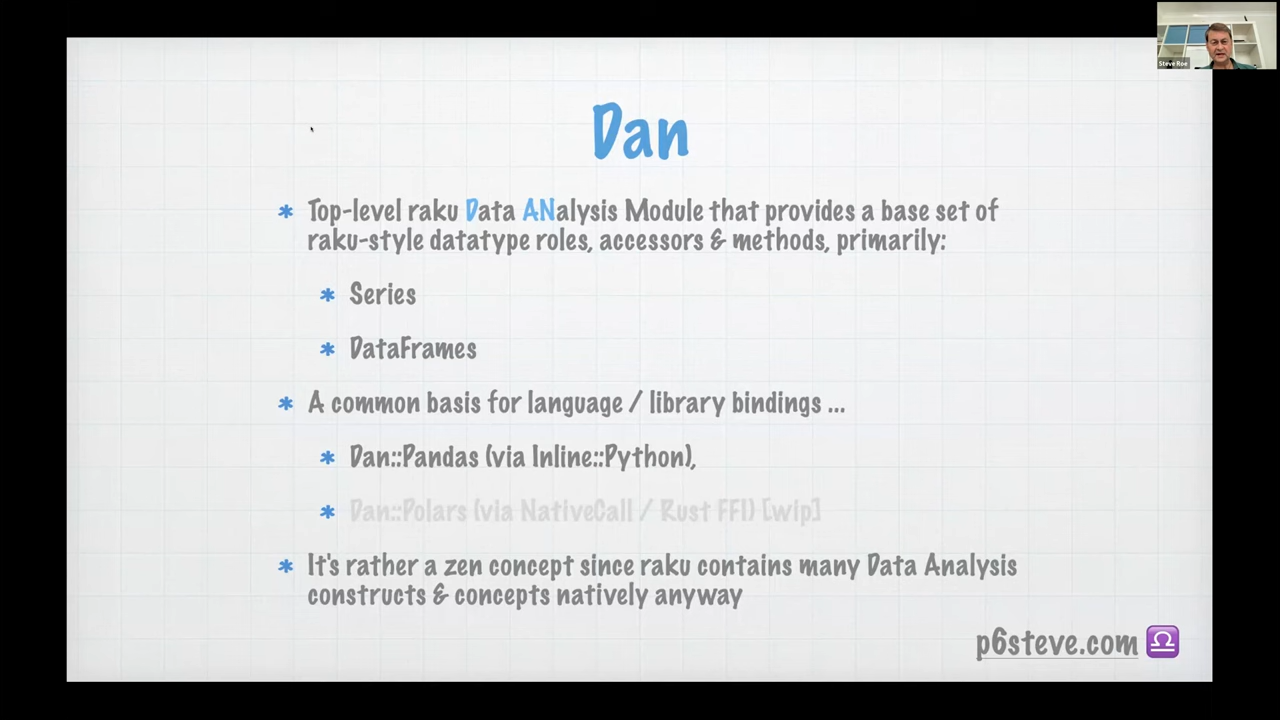 Steve Roe
Dan
* Top-level raku Data ANalysis Module that provides a base set of
raku-style datatype roles, accessors & methods, primarily:
* Series
* DataFrames
* A common basis for language / library bindings ...
* Dan::Pandas (via Inline::Python),
* Dan::Polars (via NativeCall / Rust FFI) [wip]
* It's rather a zen concept since raku contains many Data Analysis
constructs & concepts natively anyway
p6steve.com ♎